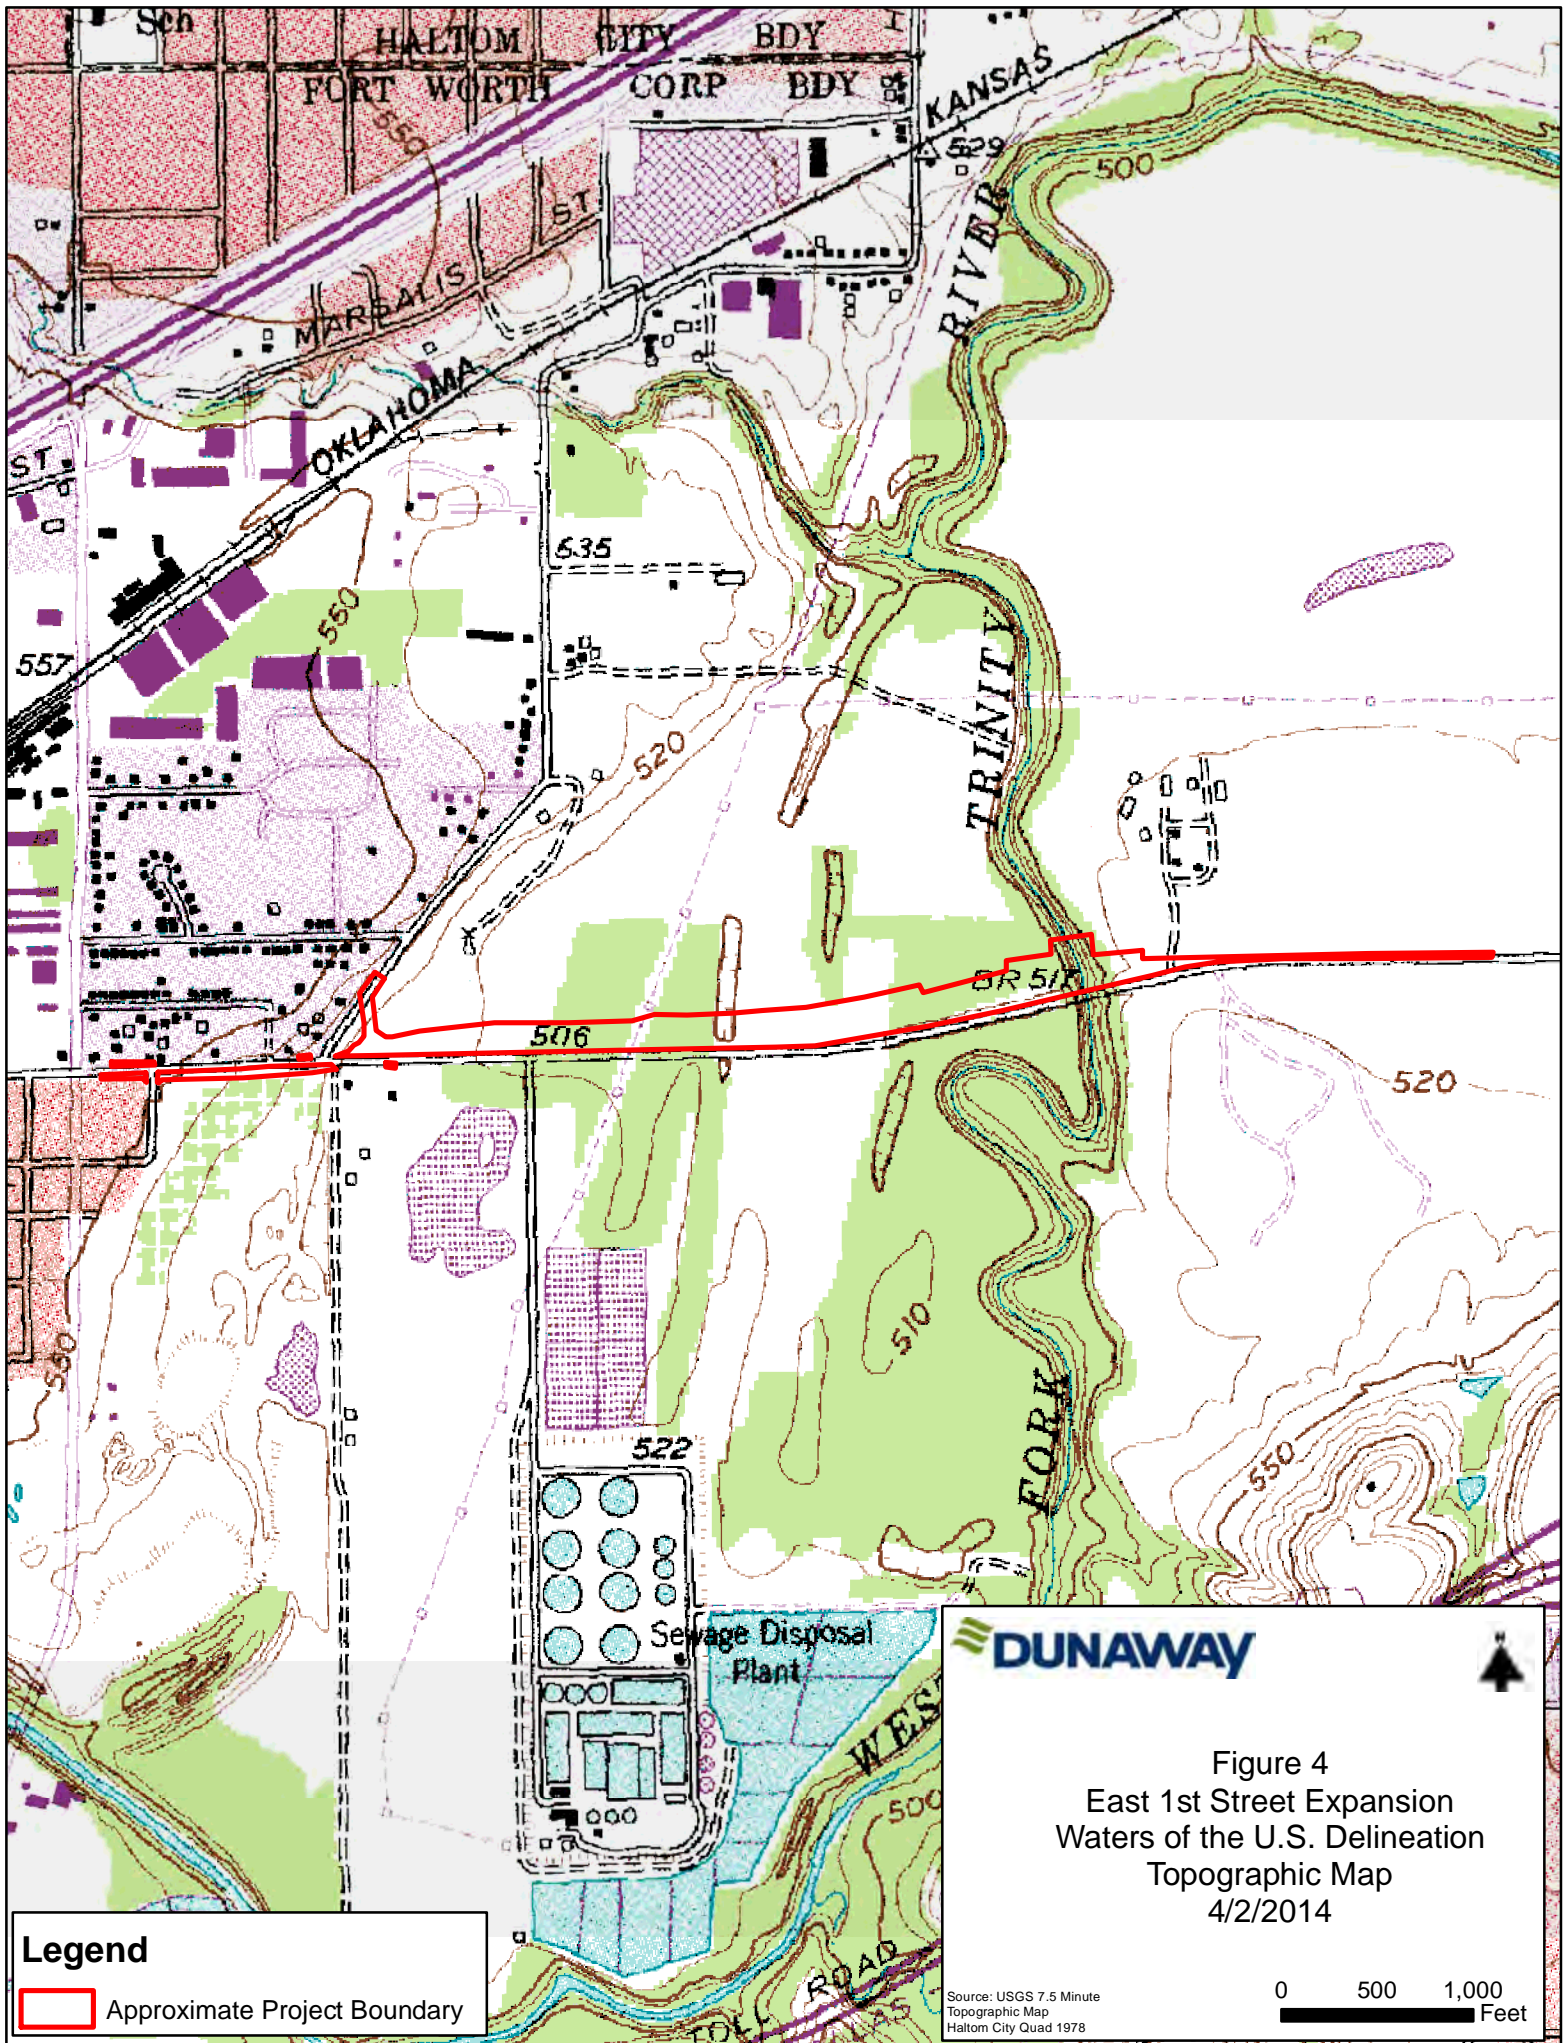 Sch
HALTOM CITY BDY
FORT WORTH CORP BDY
KANSAS
550
529
500
ST
RIVER
MARSALIS
OKLAHOMA
ST
535
550
557
TRINITY
520
BR 517
506
520
510
550
FORK
550
522
Sewage Disposal
Plant
WEST
500
TOLL ROAD
DUNAWAY
N
Figure 4
East 1st Street Expansion
Waters of the U.S. Delineation
Topographic Map
4/2/2014
Legend
Approximate Project Boundary
Source: USGS 7.5 Minute
Topographic Map
Haltom City Quad 1978
0 500 1,000
Feet